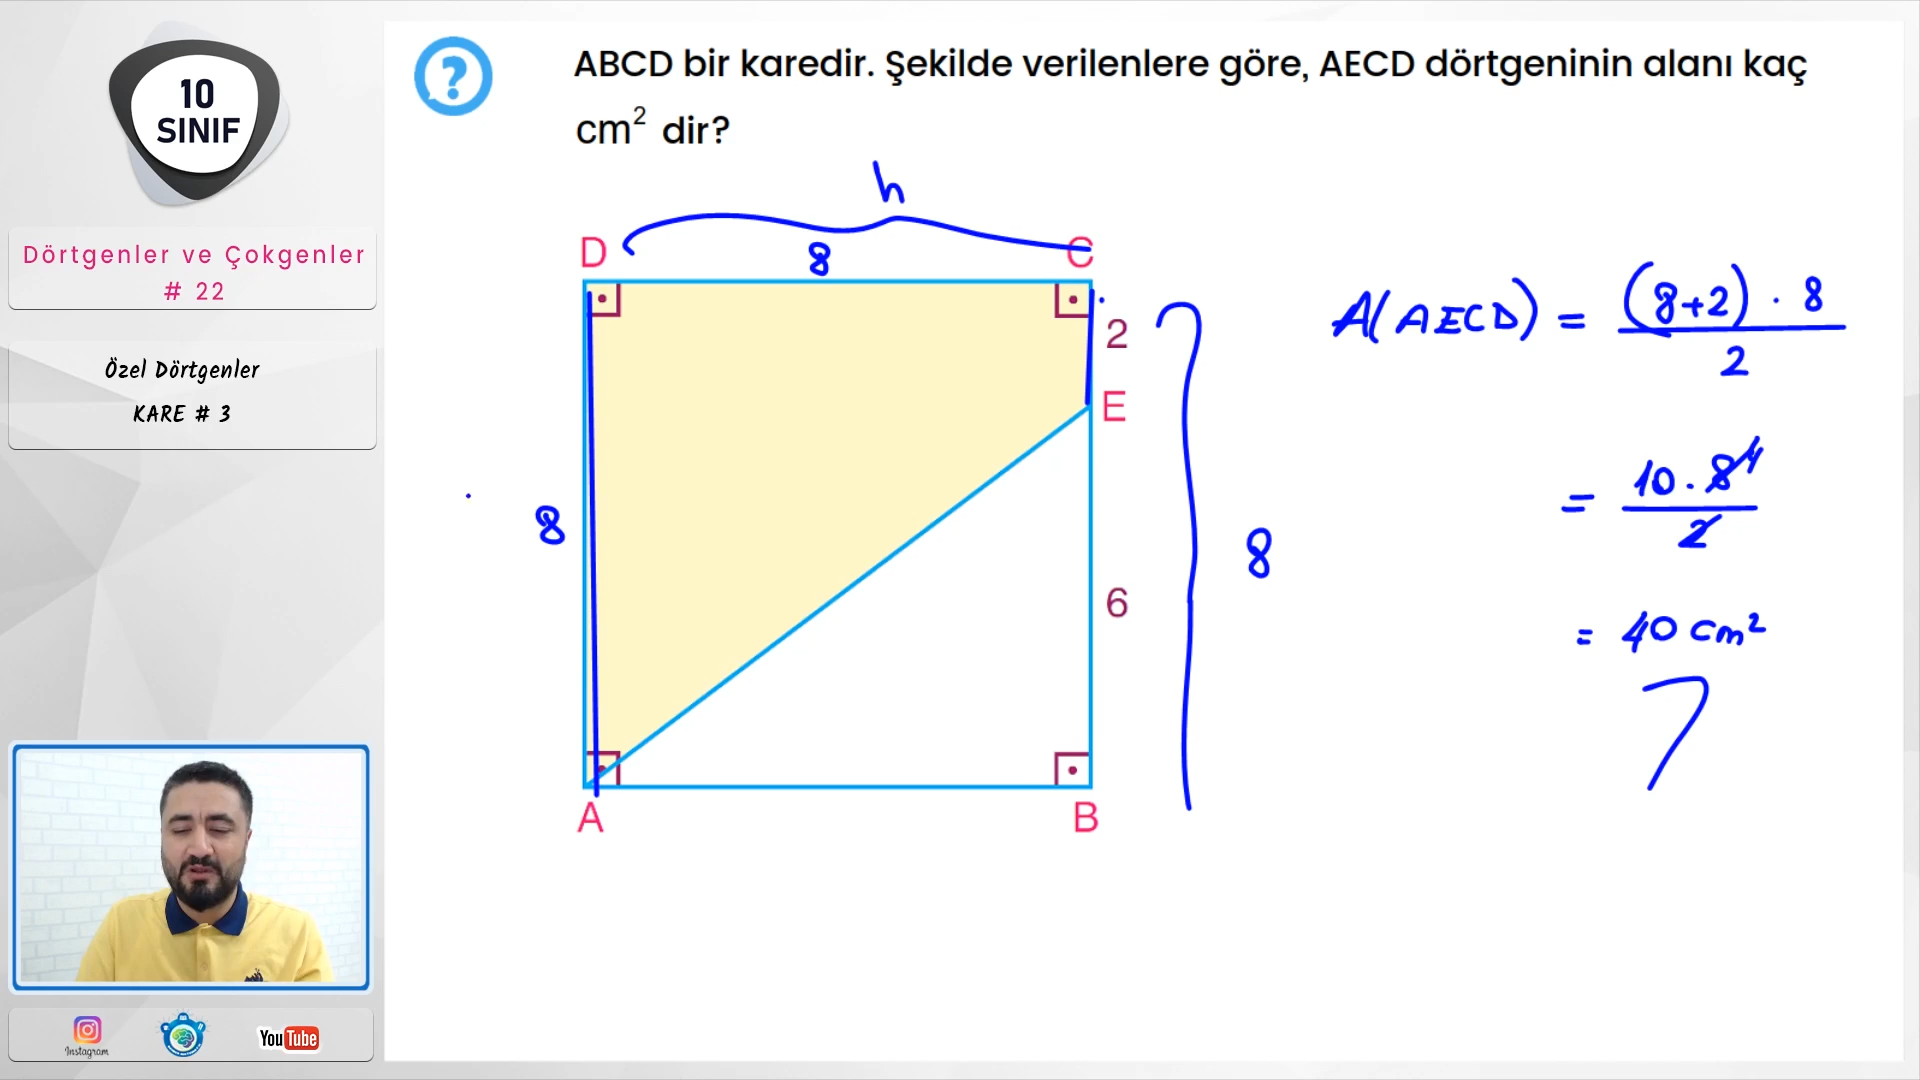 10
SINIF
Dörtgenler ve Çokgenler
# 22
Özel Dörtgenler
KARE # 3
Instagram
YouTube
ABCD bir karedir. Şekilde verilenlere göre, AECD dörtgeninin alanı kaç
cm² dir?
h
D 8 C
2
E
8
6
8
A B
A(AECD) = (8+2) · 8
2
= 10 · 8 4
2
= 40 cm²